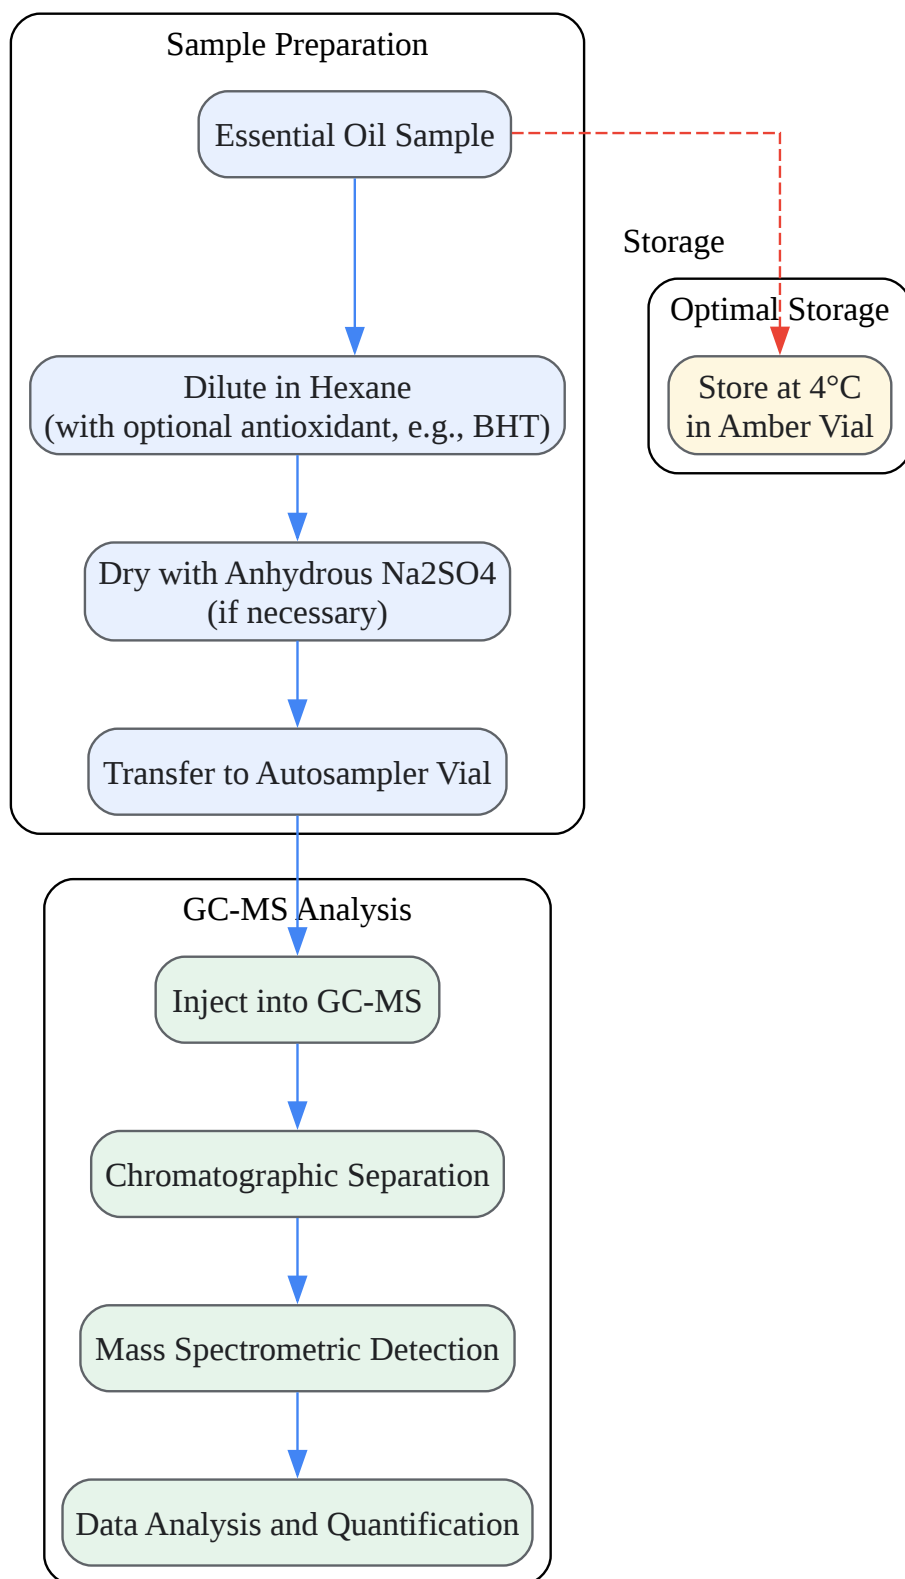 Sample Preparation
Essential Oil Sample
Storage
Optimal Storage
Dilute in Hexane
(with optional antioxidant, e.g., BHT)
Store at 4°C
in Amber Vial
Dry with Anhydrous Na2SO4
(if necessary)
Transfer to Autosampler Vial
GC-MS Analysis
Inject into GC-MS
Chromatographic Separation
Mass Spectrometric Detection
Data Analysis and Quantification